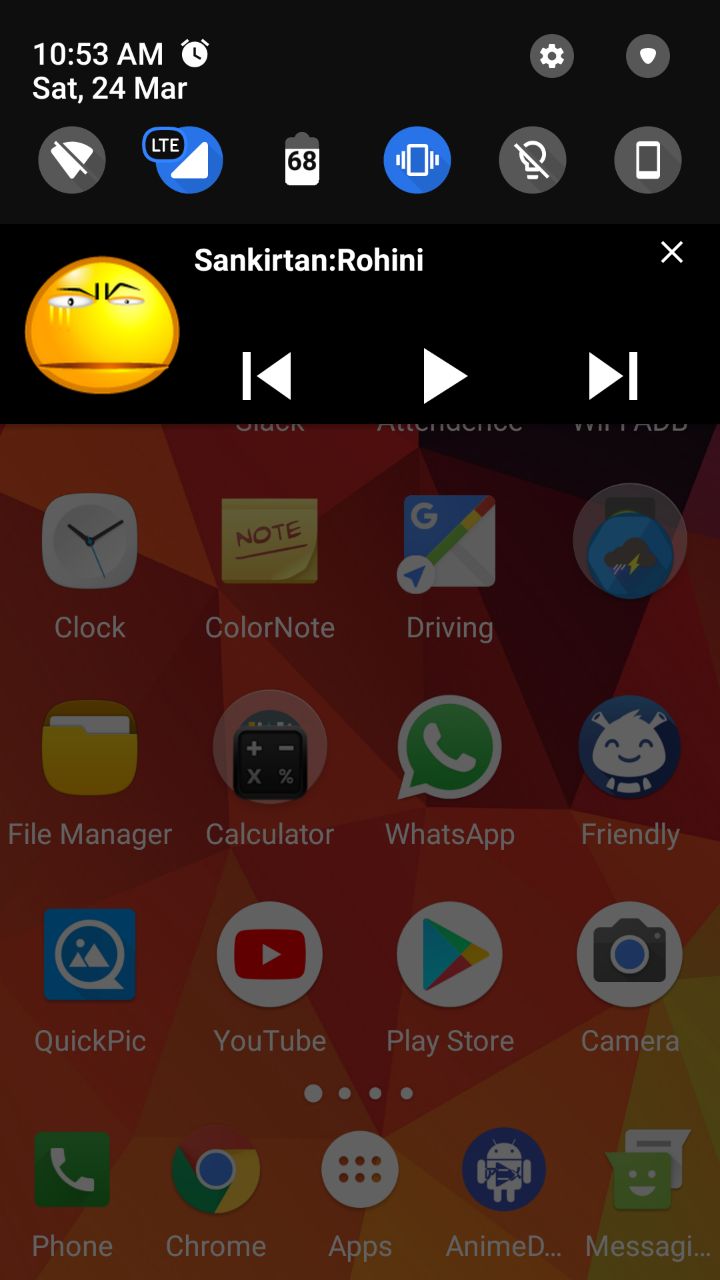 10:53 AM
Sat, 24 Mar
LTE
68
Sankirtan:Rohini
Slack Attendence WiFi ADB
Clock ColorNote Driving
NOTE
G
File Manager Calculator WhatsApp Friendly
+ −
X %
QuickPic YouTube Play Store Camera
Phone Chrome Apps AnimeD... Messagi...